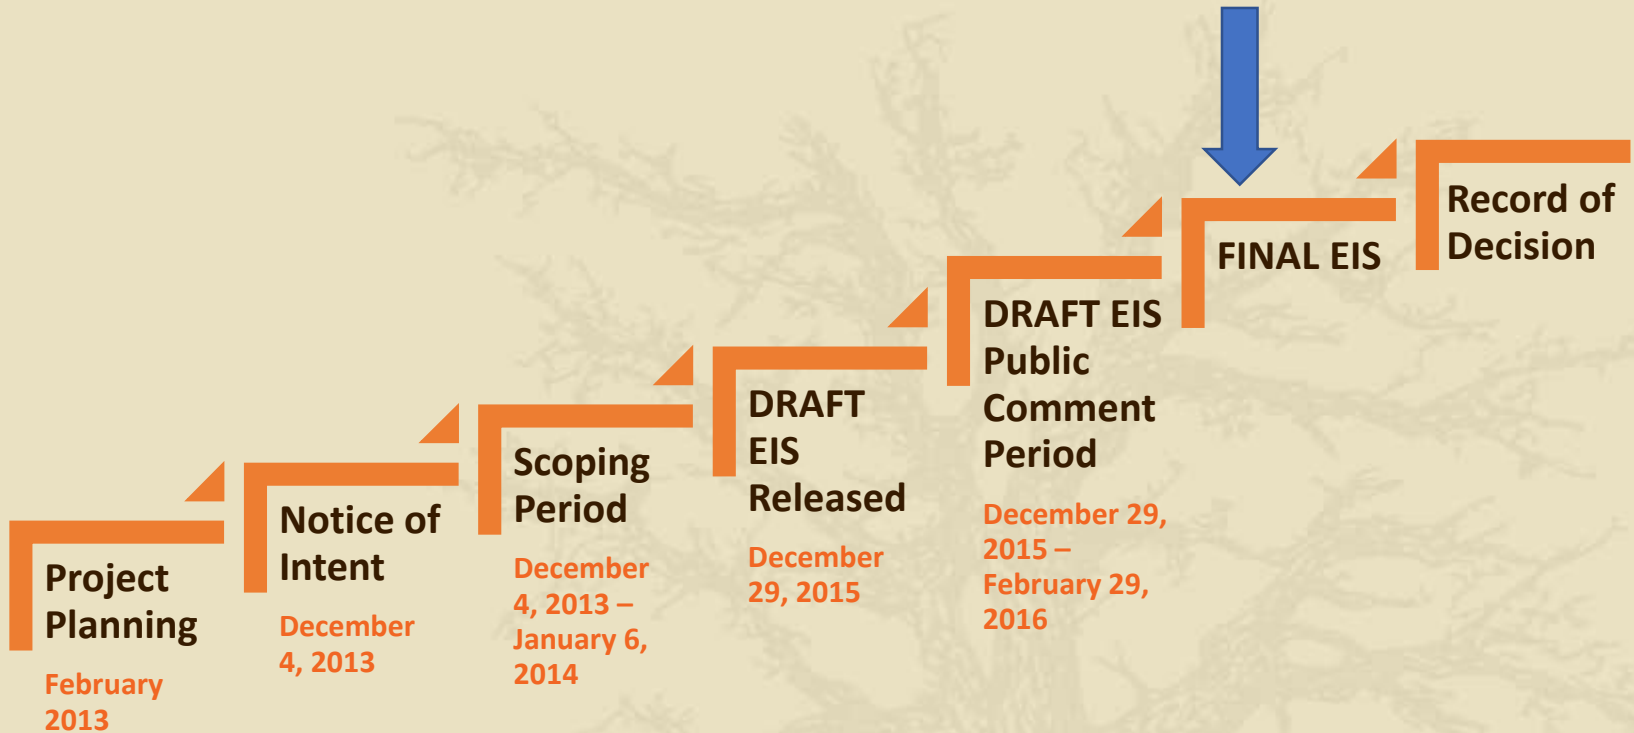 Project
Planning
February
2013
Notice of
Intent
December
4, 2013
Scoping
Period
December
4, 2013 –
January 6,
2014
DRAFT
EIS
Released
December
29, 2015
DRAFT EIS
Public
Comment
Period
December 29,
2015 –
February 29,
2016
FINAL EIS
Record of
Decision